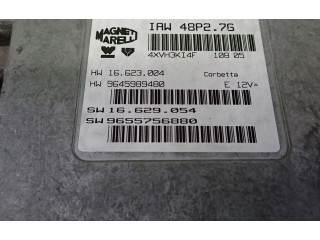 MAGNETI
MARELLI
IAW 48P2.7G
4XVH3KI4F 108 05
HW 16.623.004 Corbetta
HW 9645989480 E 12V=
SW 16.629.054
SW 9655756880